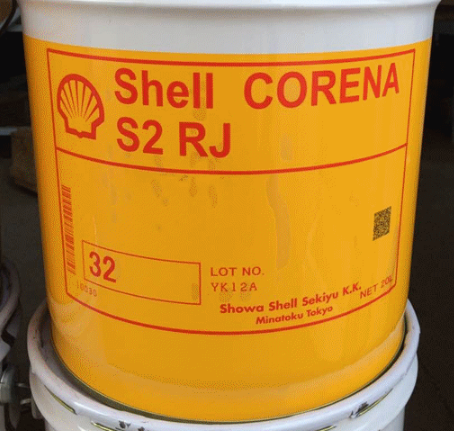 Shell CORENA
S2 RJ
32
LOT NO.
YK12A
Showa Shell Sekiyu K.K.
Minatoku Tokyo
NET 20L